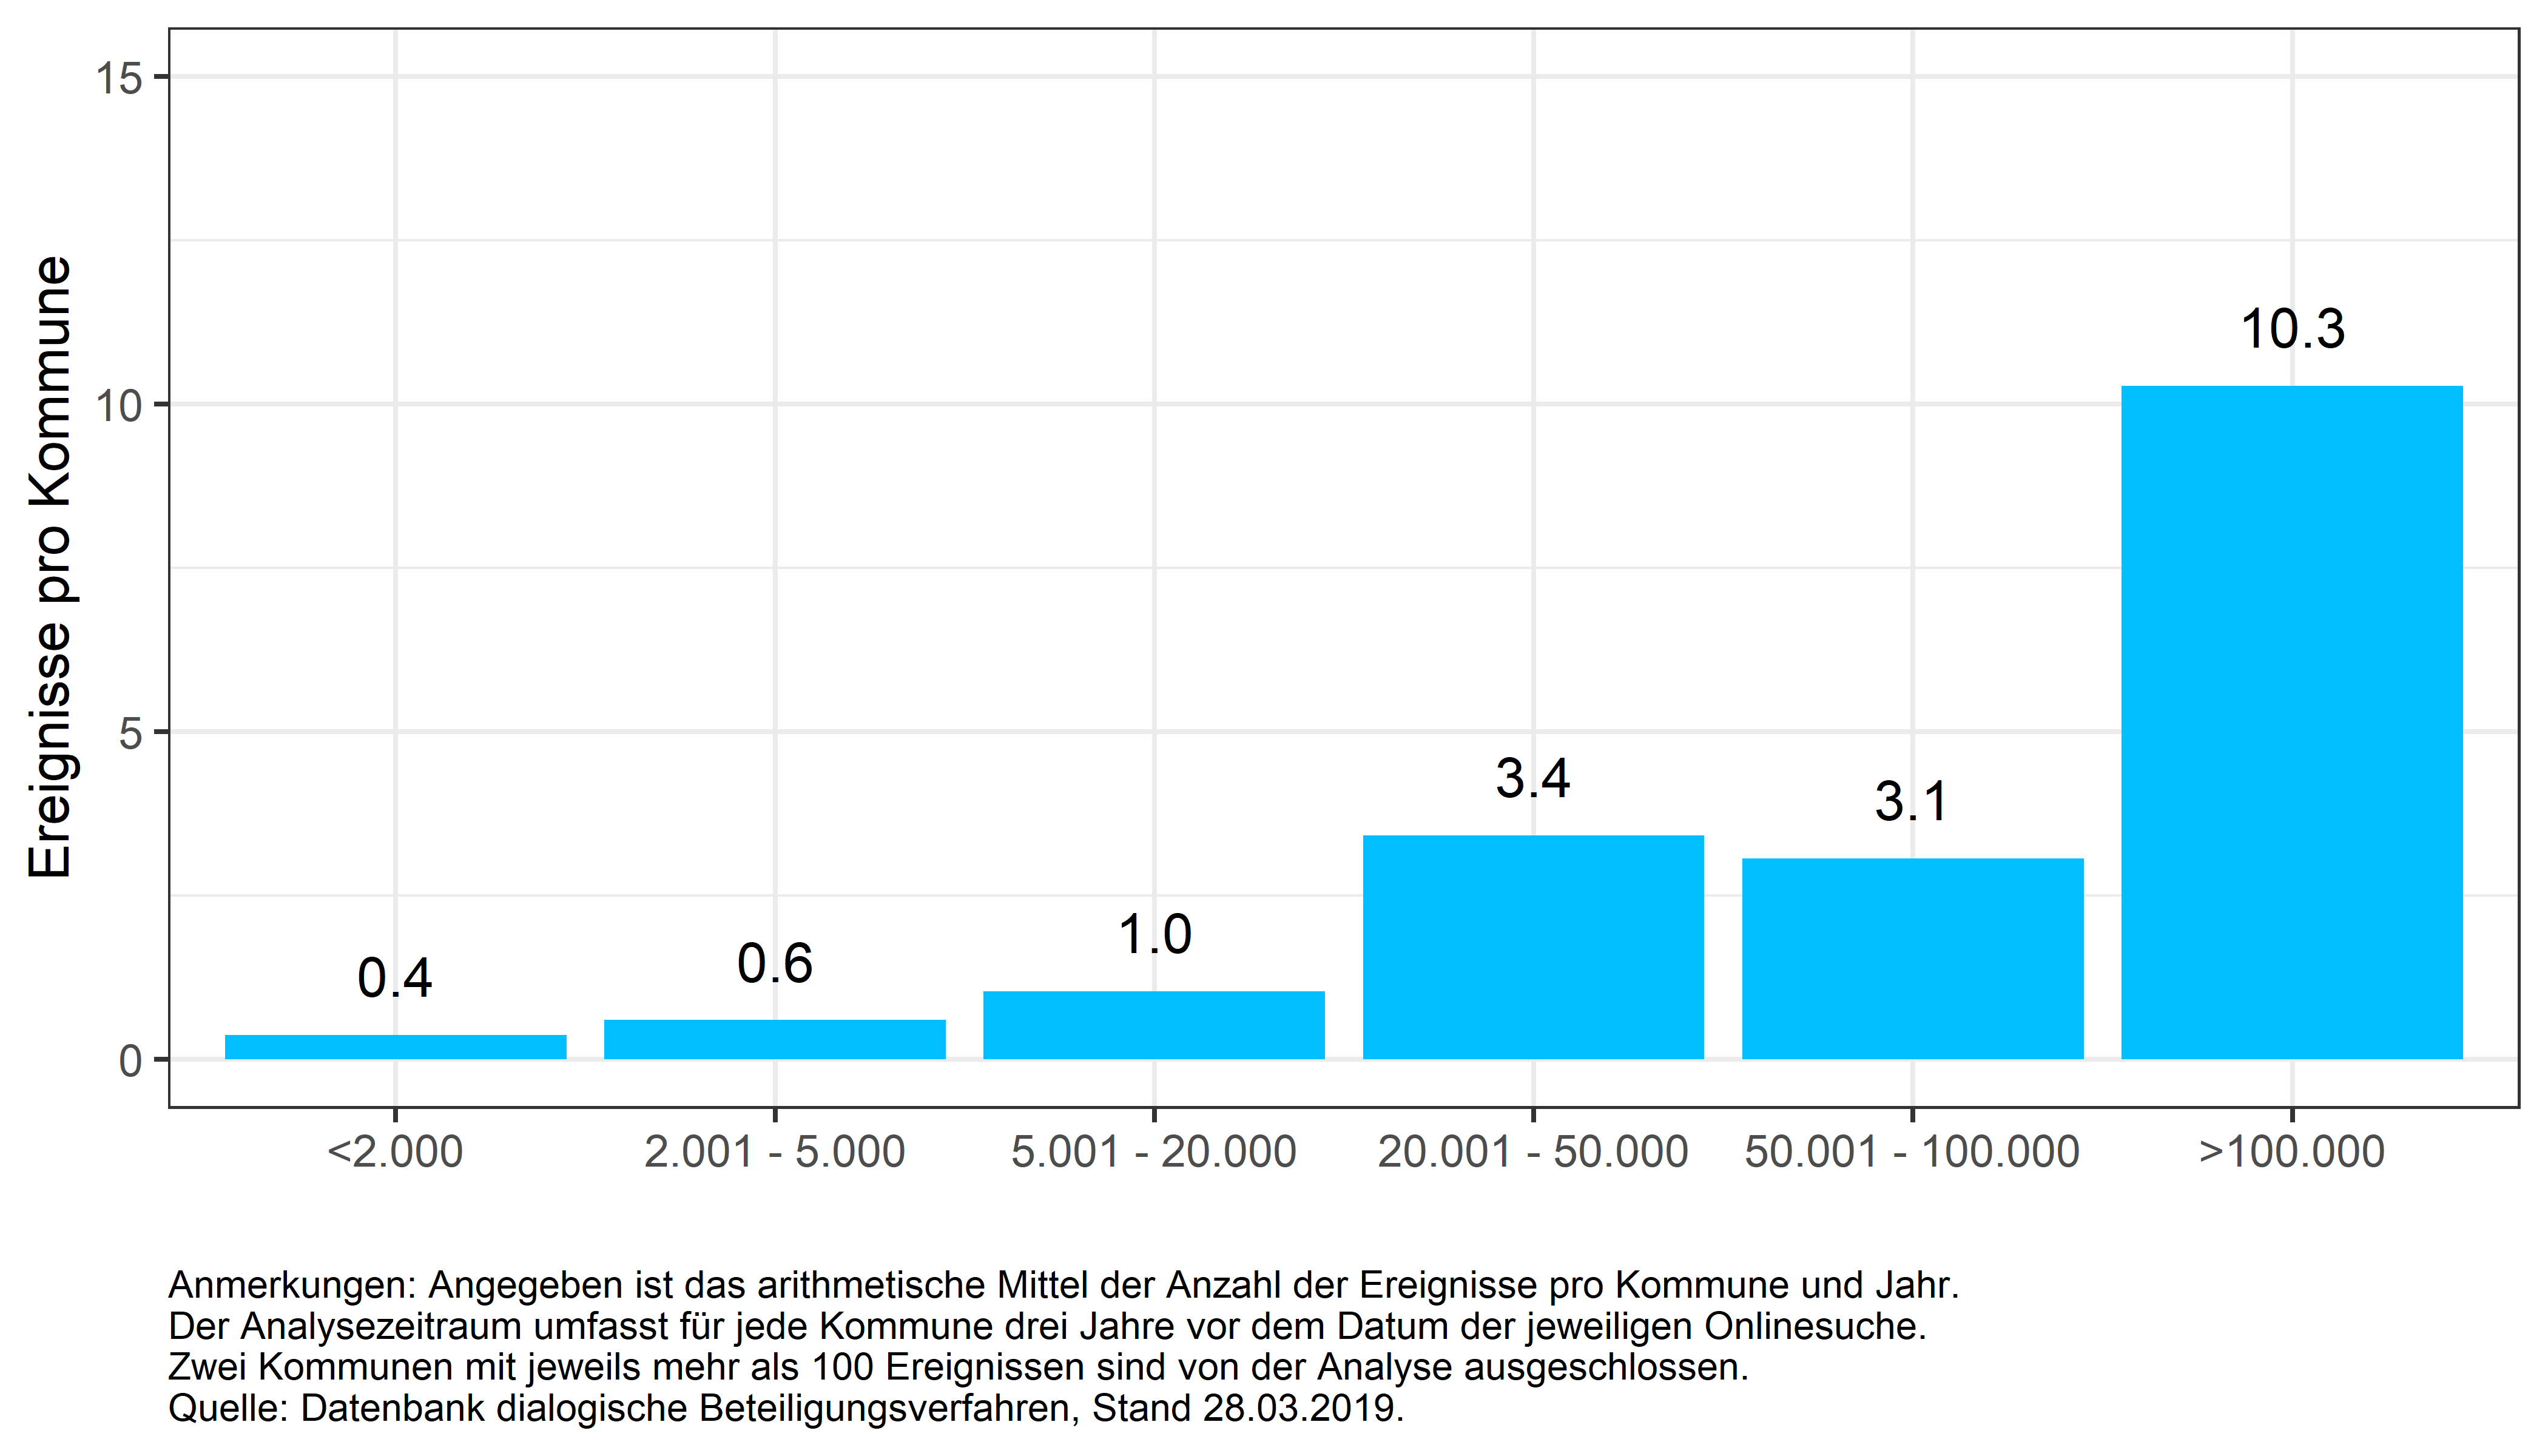 Ereignisse pro Kommune
15
10
5
0
0.4
0.6
1.0
3.4
3.1
10.3
<2.000
2.001 - 5.000
5.001 - 20.000
20.001 - 50.000
50.001 - 100.000
>100.000
Anmerkungen: Angegeben ist das arithmetische Mittel der Anzahl der Ereignisse pro Kommune und Jahr.
Der Analysezeitraum umfasst für jede Kommune drei Jahre vor dem Datum der jeweiligen Onlinesuche.
Zwei Kommunen mit jeweils mehr als 100 Ereignissen sind von der Analyse ausgeschlossen.
Quelle: Datenbank dialogische Beteiligungsverfahren, Stand 28.03.2019.